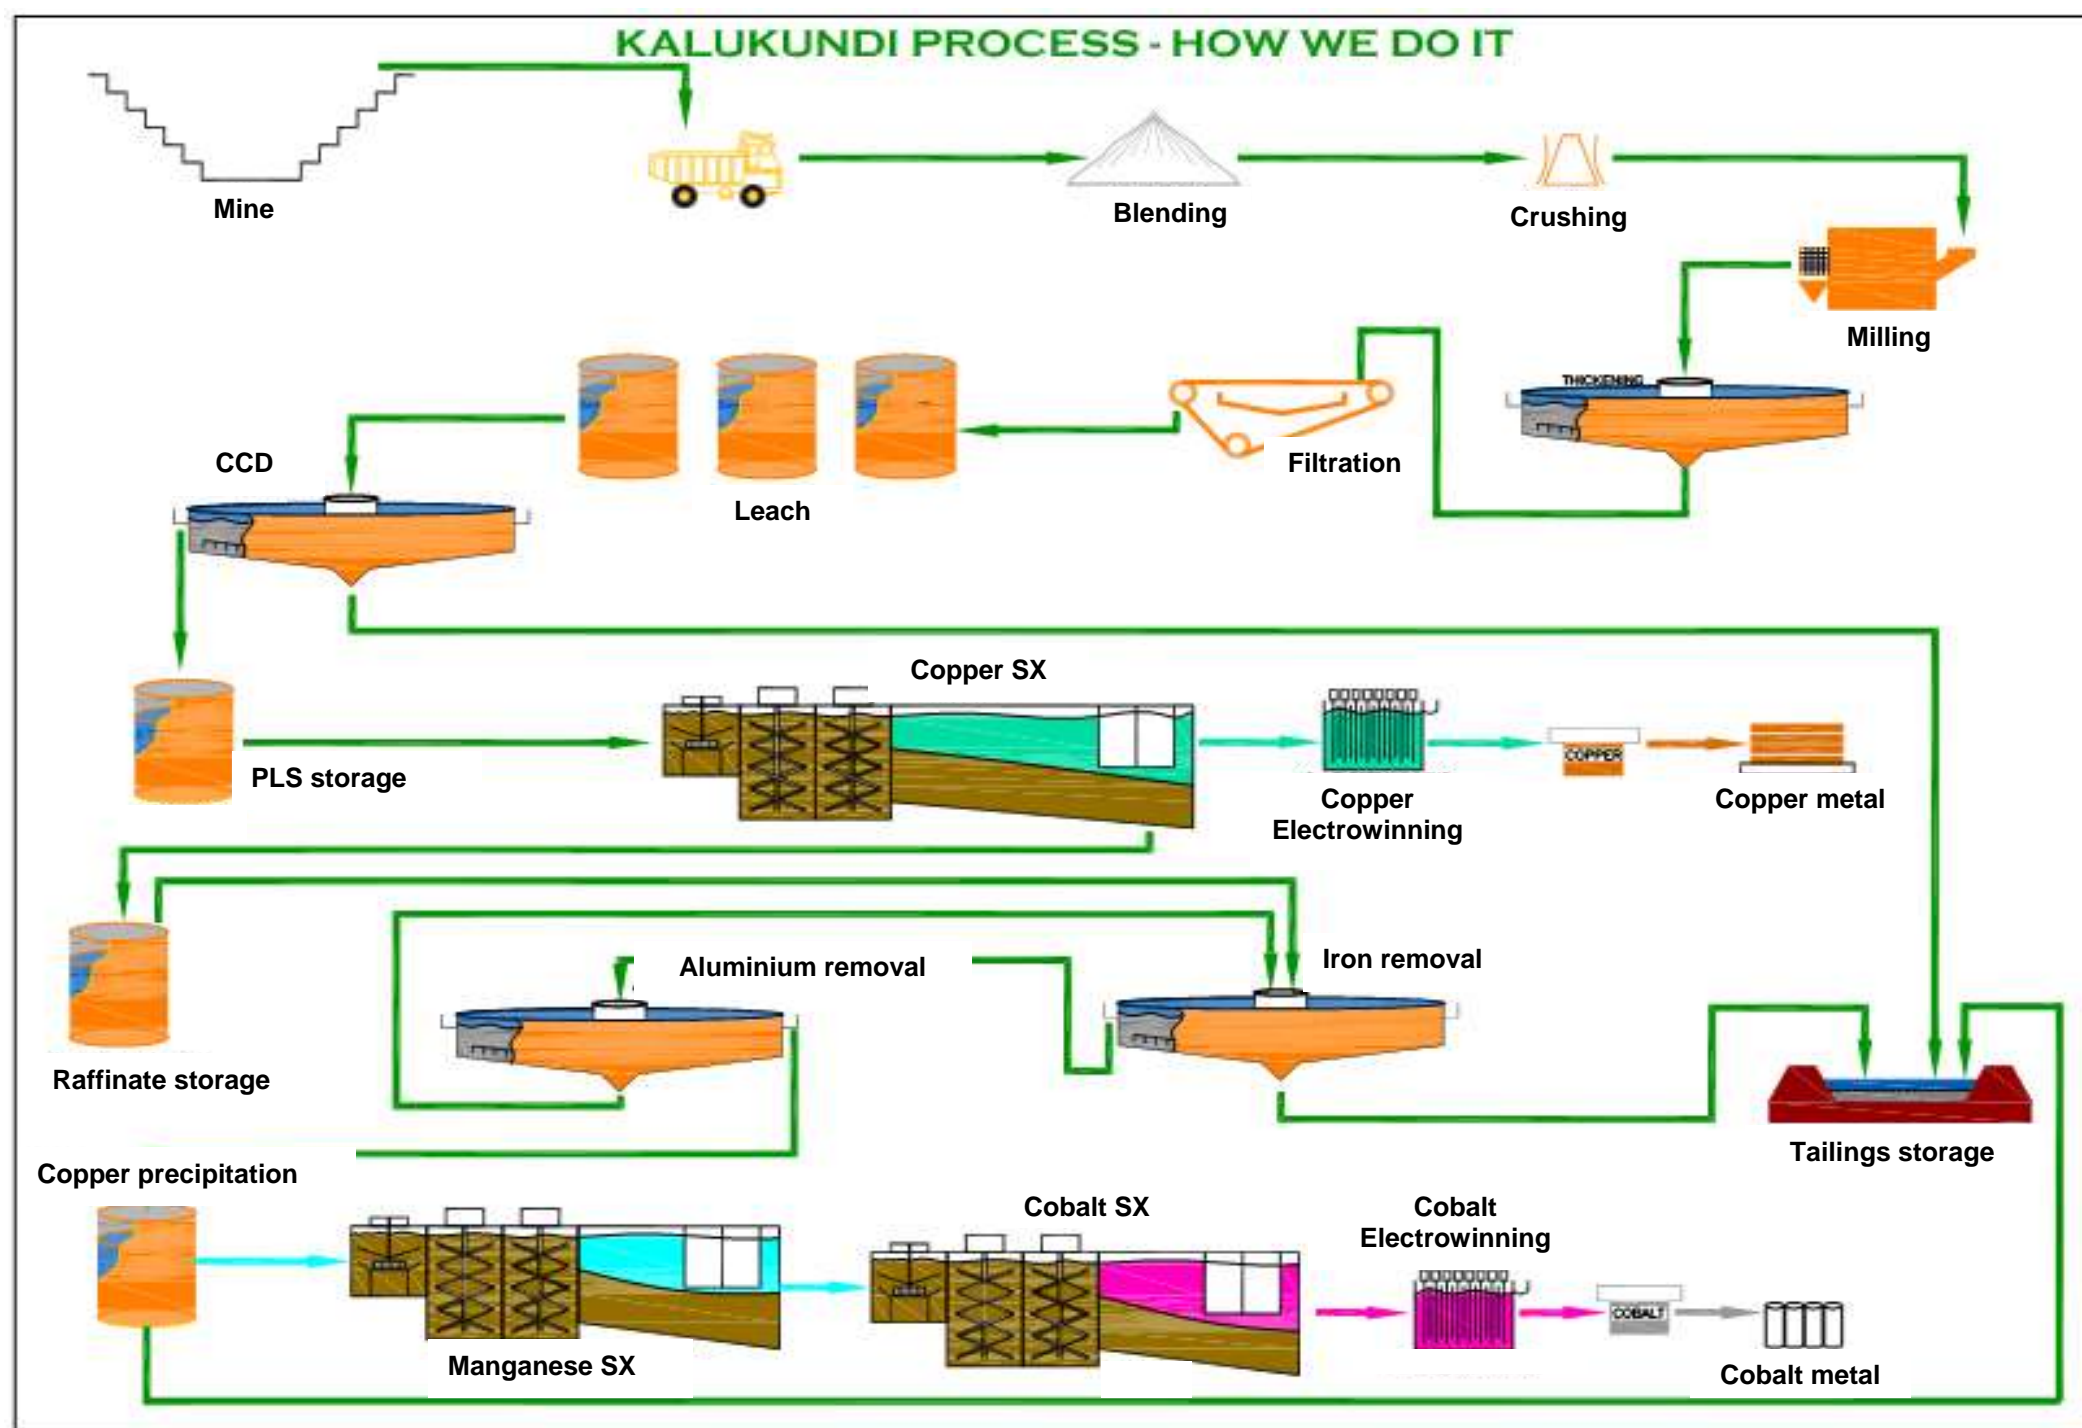 KALUKUNDI PROCESS - HOW WE DO IT
Mine
Blending
Crushing
Milling
THICKENING
Filtration
Leach
CCD
Copper SX
PLS storage
COPPER
Copper
Electrowinning
Copper metal
Aluminium removal
Iron removal
Raffinate storage
Tailings storage
Copper precipitation
Manganese SX
Cobalt SX
Cobalt
Electrowinning
COBALT
Cobalt metal